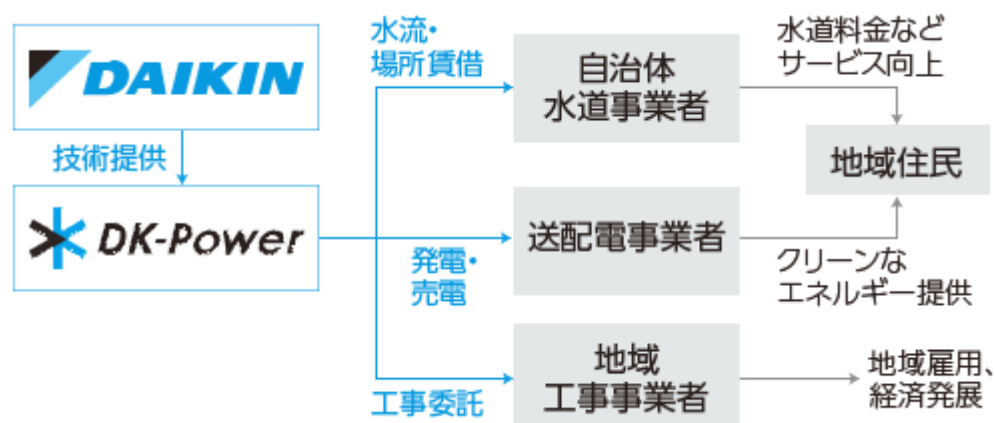 DAIKIN
技術提供
DK-Power
水流・
場所賃借
自治体
水道事業者
水道料金など
サービス向上
地域住民
発電・
売電
送配電事業者
クリーンな
エネルギー提供
工事委託
地域
工事事業者
地域雇用、
経済発展